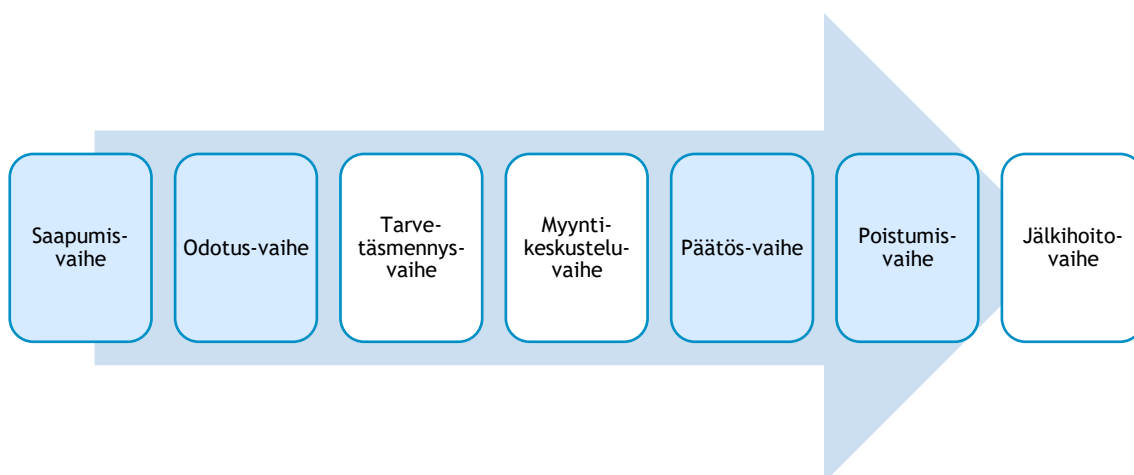 Saapumis-
vaihe
Odotus-vaihe
Tarve-
täsmennys-
vaihe
Myynti-
keskustelu-
vaihe
Päätös-vaihe
Poistumis-
vaihe
Jälkihoito-
vaihe